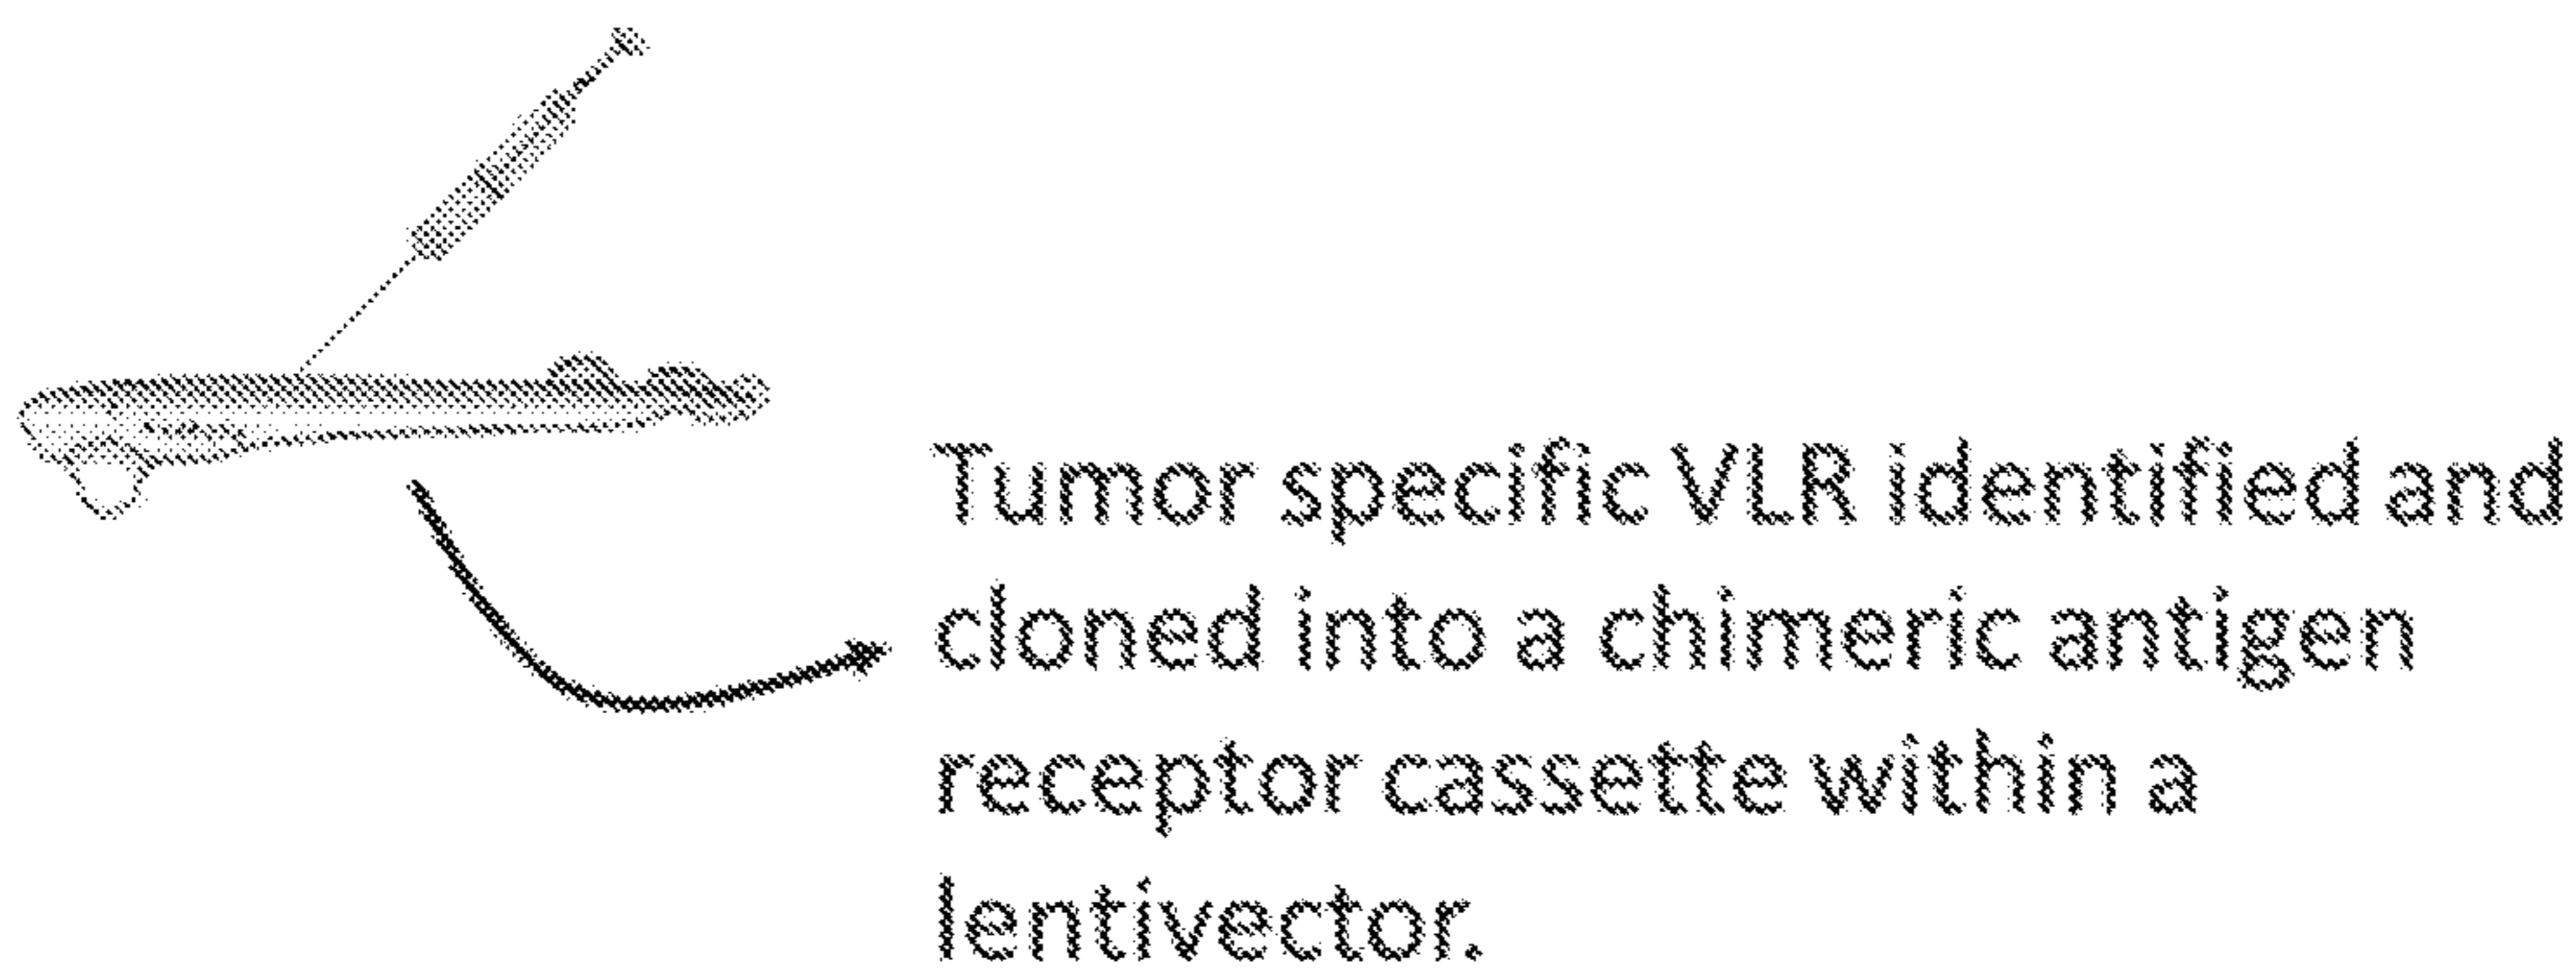 Tumor specific VLR identified and
cloned into a chimeric antigen
receptor cassette within a
lentivector.